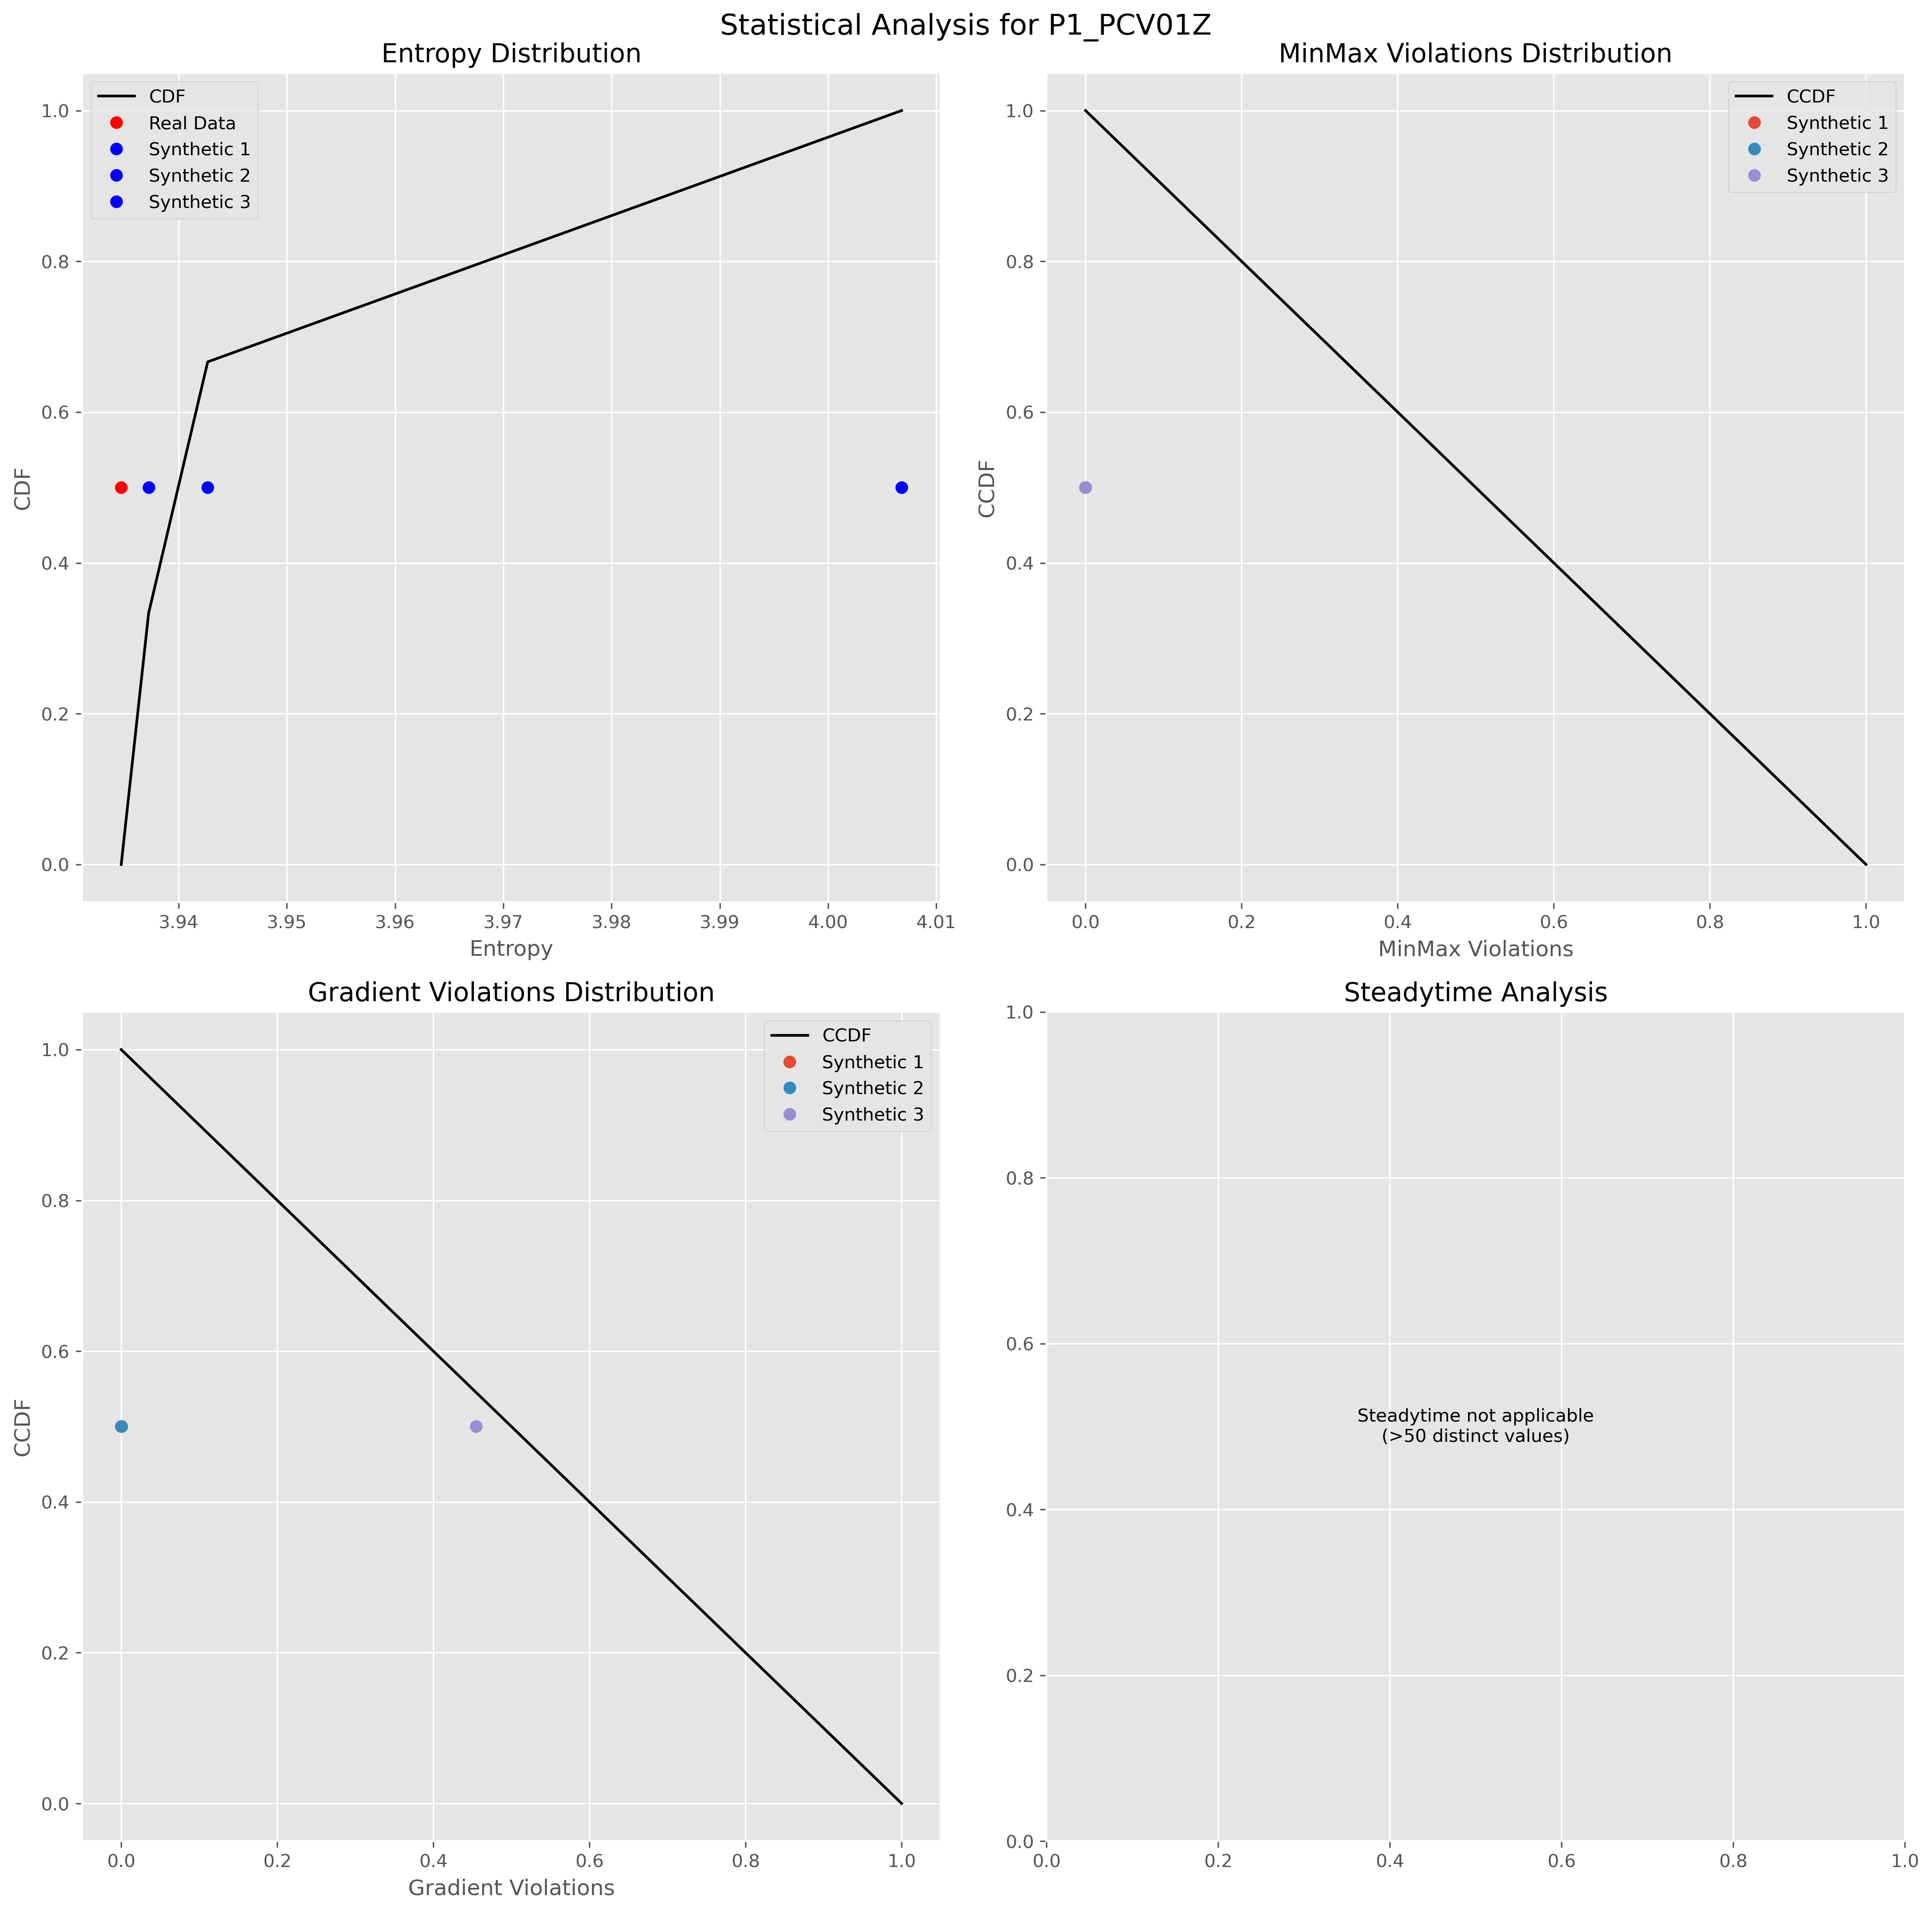 Statistical Analysis for P1_PCV01Z
Entropy Distribution
CDF
Real Data
Synthetic 1
Synthetic 2
Synthetic 3
1.0
0.8
0.6
0.4
0.2
0.0
CDF
3.94 3.95 3.96 3.97 3.98 3.99 4.00 4.01
Entropy
MinMax Violations Distribution
CCDF
Synthetic 1
Synthetic 2
Synthetic 3
1.0
0.8
0.6
0.4
0.2
0.0
CCDF
0.0 0.2 0.4 0.6 0.8 1.0
MinMax Violations
Gradient Violations Distribution
CCDF
Synthetic 1
Synthetic 2
Synthetic 3
1.0
0.8
0.6
0.4
0.2
0.0
CCDF
0.0 0.2 0.4 0.6 0.8 1.0
Gradient Violations
Steadytime Analysis
1.0
0.8
0.6
0.4
0.2
0.0
Steadytime not applicable
(>50 distinct values)
0.0 0.2 0.4 0.6 0.8 1.0